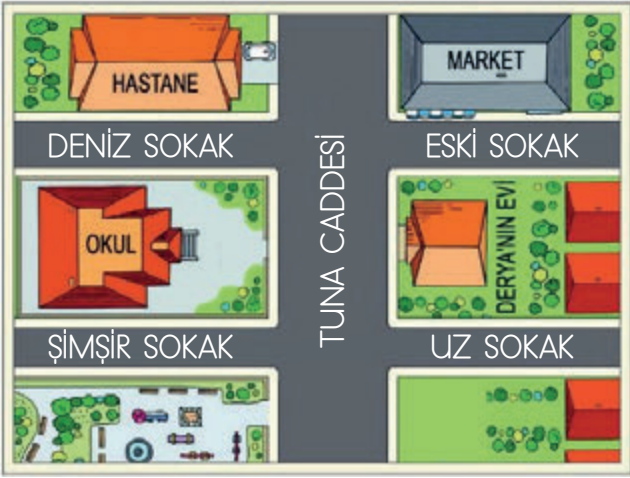 HASTANE
MARKET
DENİZ SOKAK
ESKİ SOKAK
TUNA CADDESİ
OKUL
DERYA'NIN EVİ
ŞİMŞİR SOKAK
UZ SOKAK